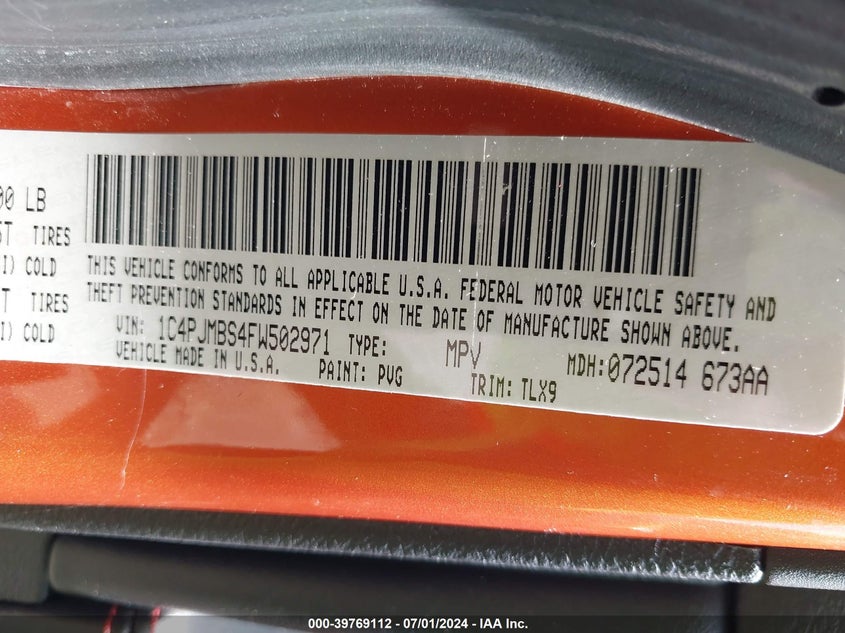 00 LB
ST TIRES
I) COLD
T TIRES
I) COLD
THIS VEHICLE CONFORMS TO ALL APPLICABLE U.S.A. FEDERAL MOTOR VEHICLE SAFETY AND
THEFT PREVENTION STANDARDS IN EFFECT ON THE DATE OF MANUFACTURE SHOWN ABOVE.
VIN: 1C4PJMBS4FW502971 TYPE: MPV MDH:072514 673AA
VEHICLE MADE IN U.S.A. PAINT: PVG TRIM: TLX9
000-39769112 - 07/01/2024 - IAA Inc.